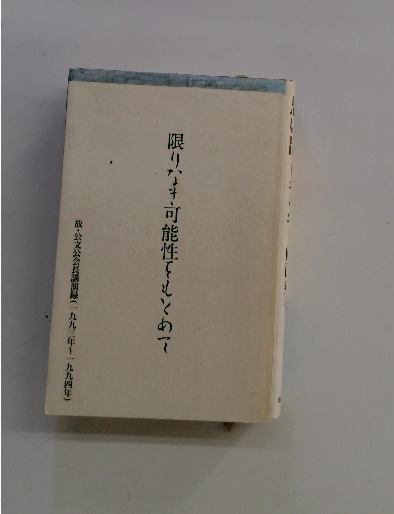 限りなき可能性をもとめて
故・公文公会長講演録(一九九三年〜一九九四年)